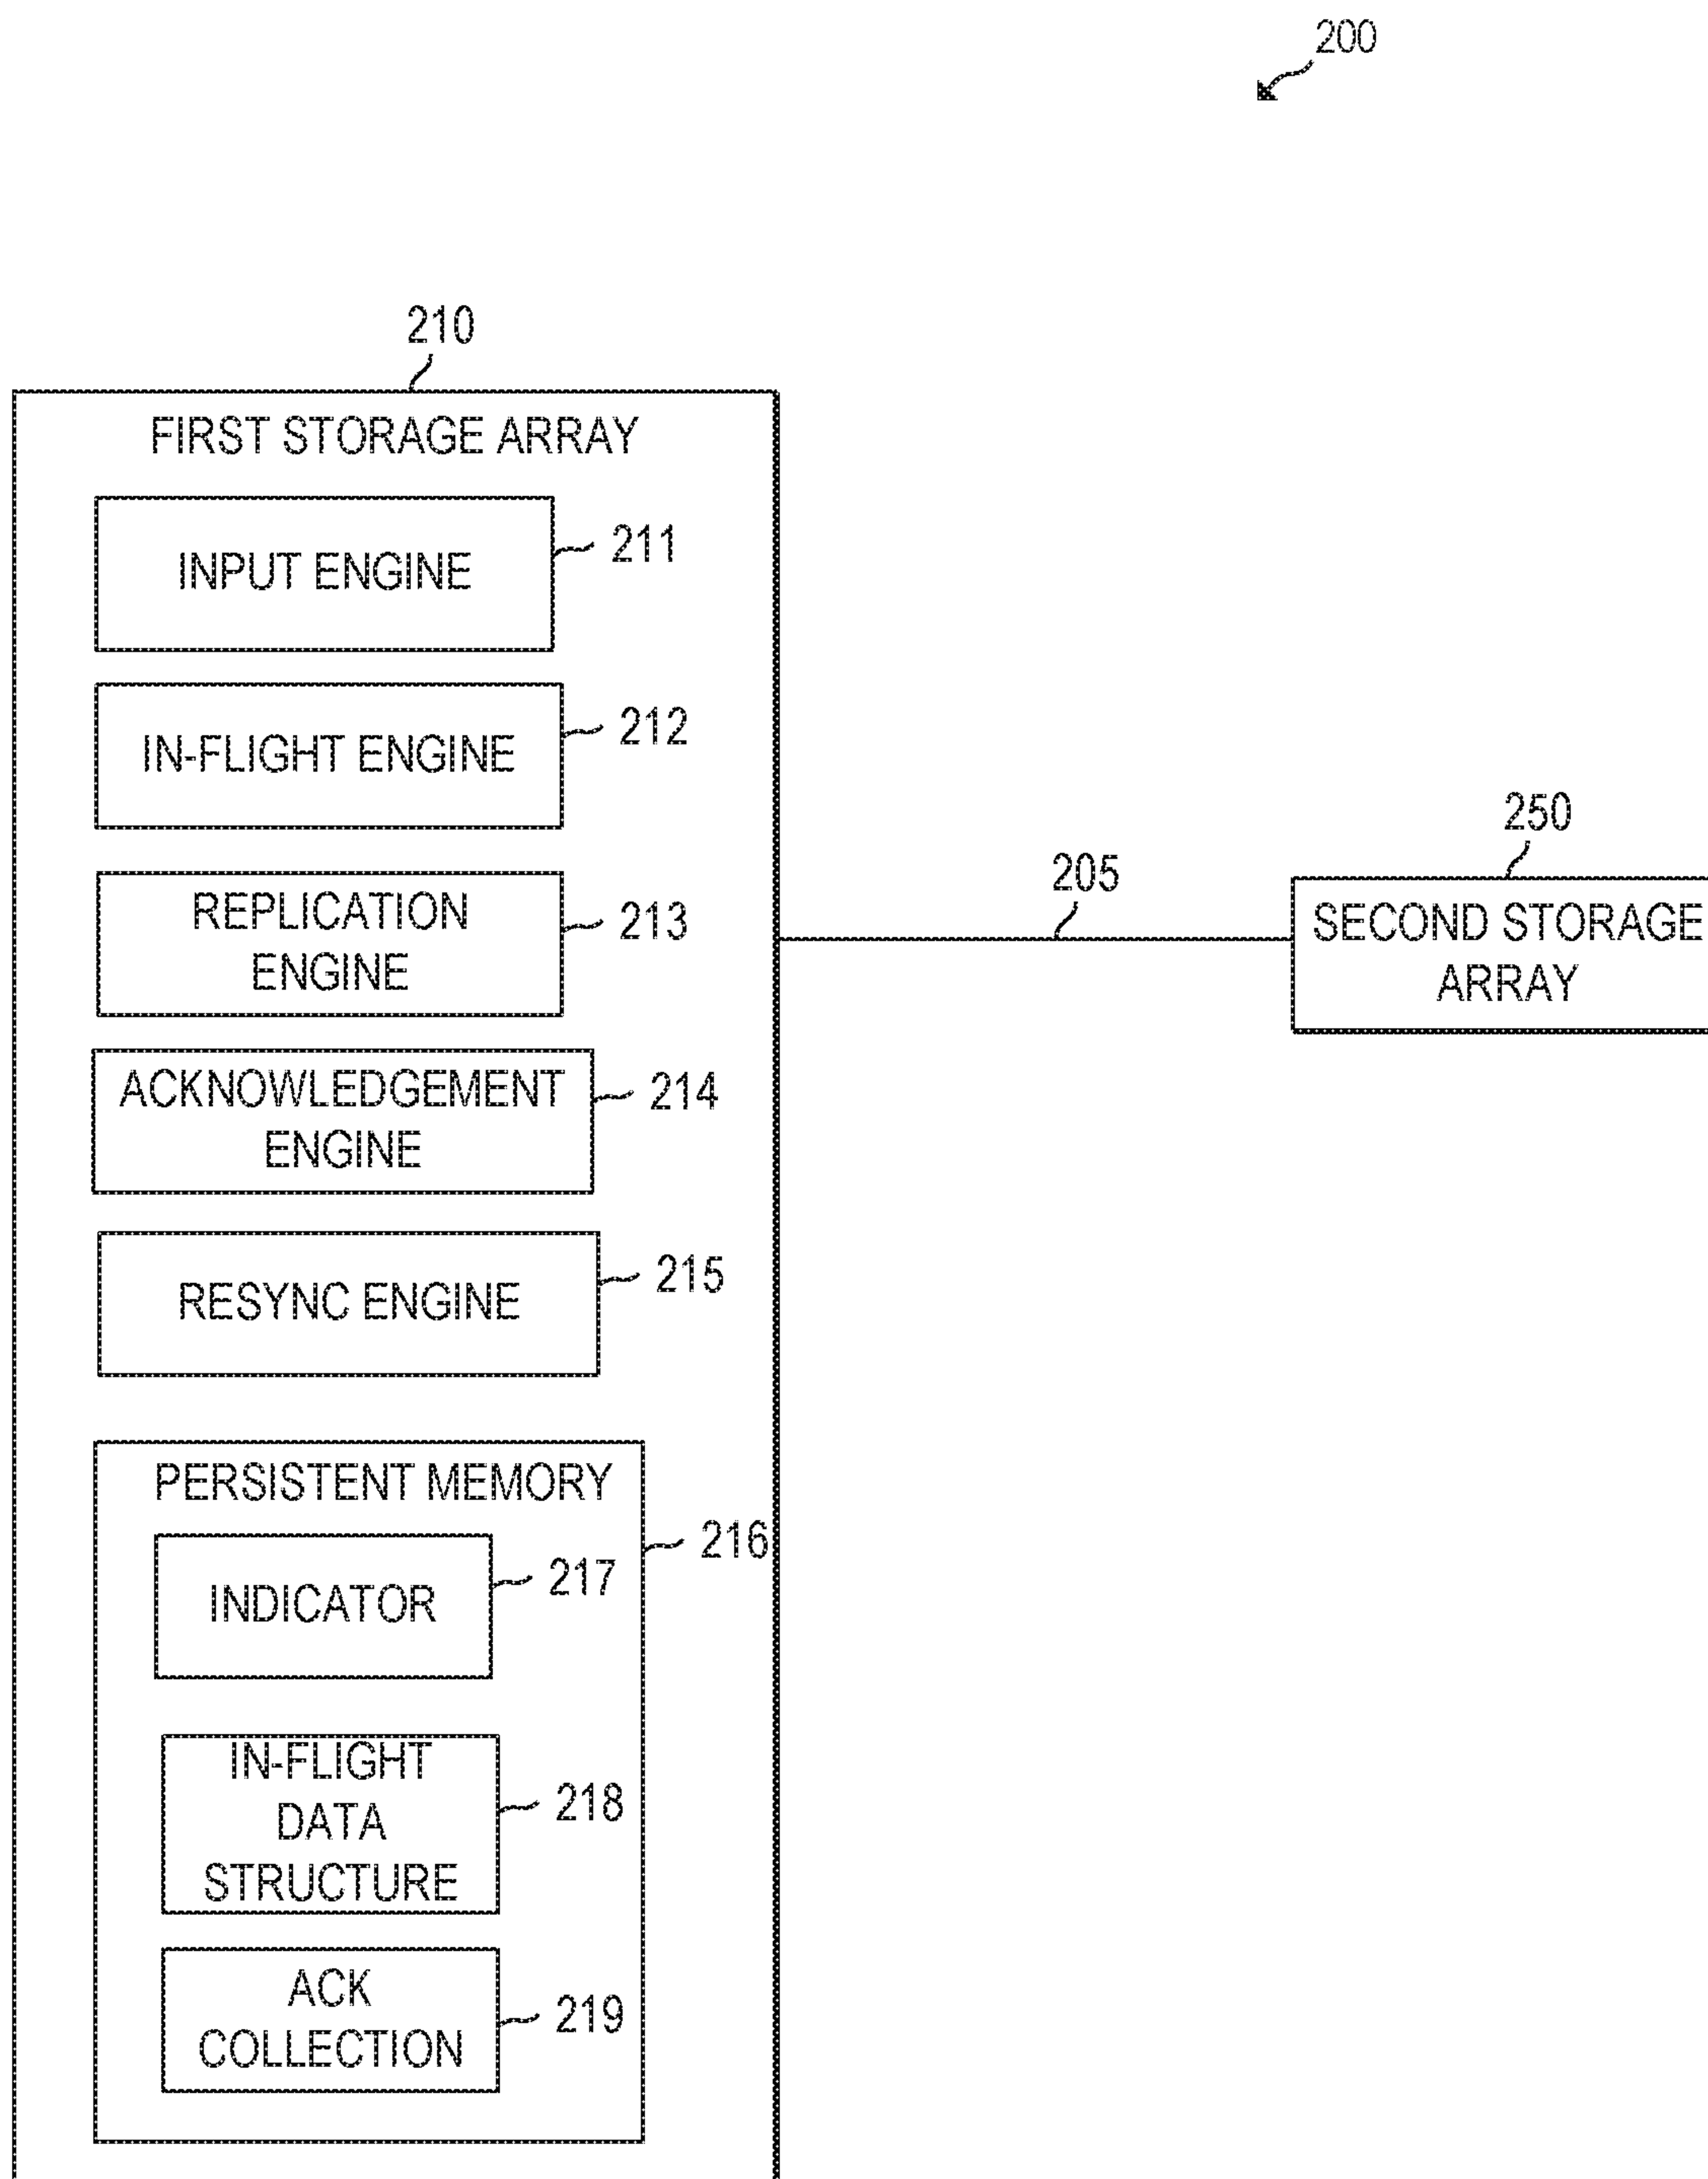 200
210
FIRST STORAGE ARRAY
INPUT ENGINE
211
IN-FLIGHT ENGINE
212
REPLICATION
ENGINE
213
ACKNOWLEDGEMENT
ENGINE
214
RESYNC ENGINE
215
PERSISTENT MEMORY
216
INDICATOR
217
IN-FLIGHT
DATA
STRUCTURE
218
ACK
COLLECTION
219
205
250
SECOND STORAGE
ARRAY